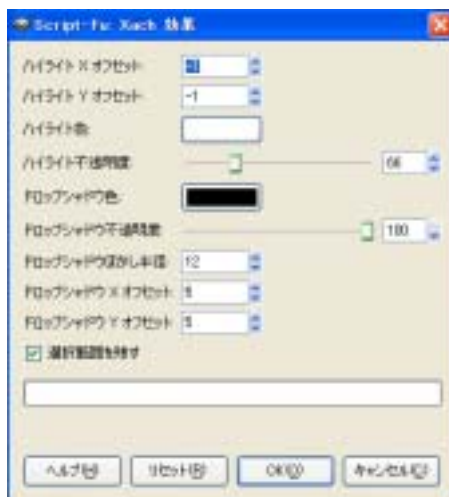 Script-Fu: Xach 効果
ハイライト X オフセット: -1
ハイライト Y オフセット: -1
ハイライト色:
ハイライト不透明度: 66
ドロップシャドウ色:
ドロップシャドウ不透明度: 100
ドロップシャドウぼかし半径: 12
ドロップシャドウ X オフセット: 5
ドロップシャドウ Y オフセット: 5
選択範囲を残す
ヘルプ(H) リセット(R) OK(O) キャンセル(C)